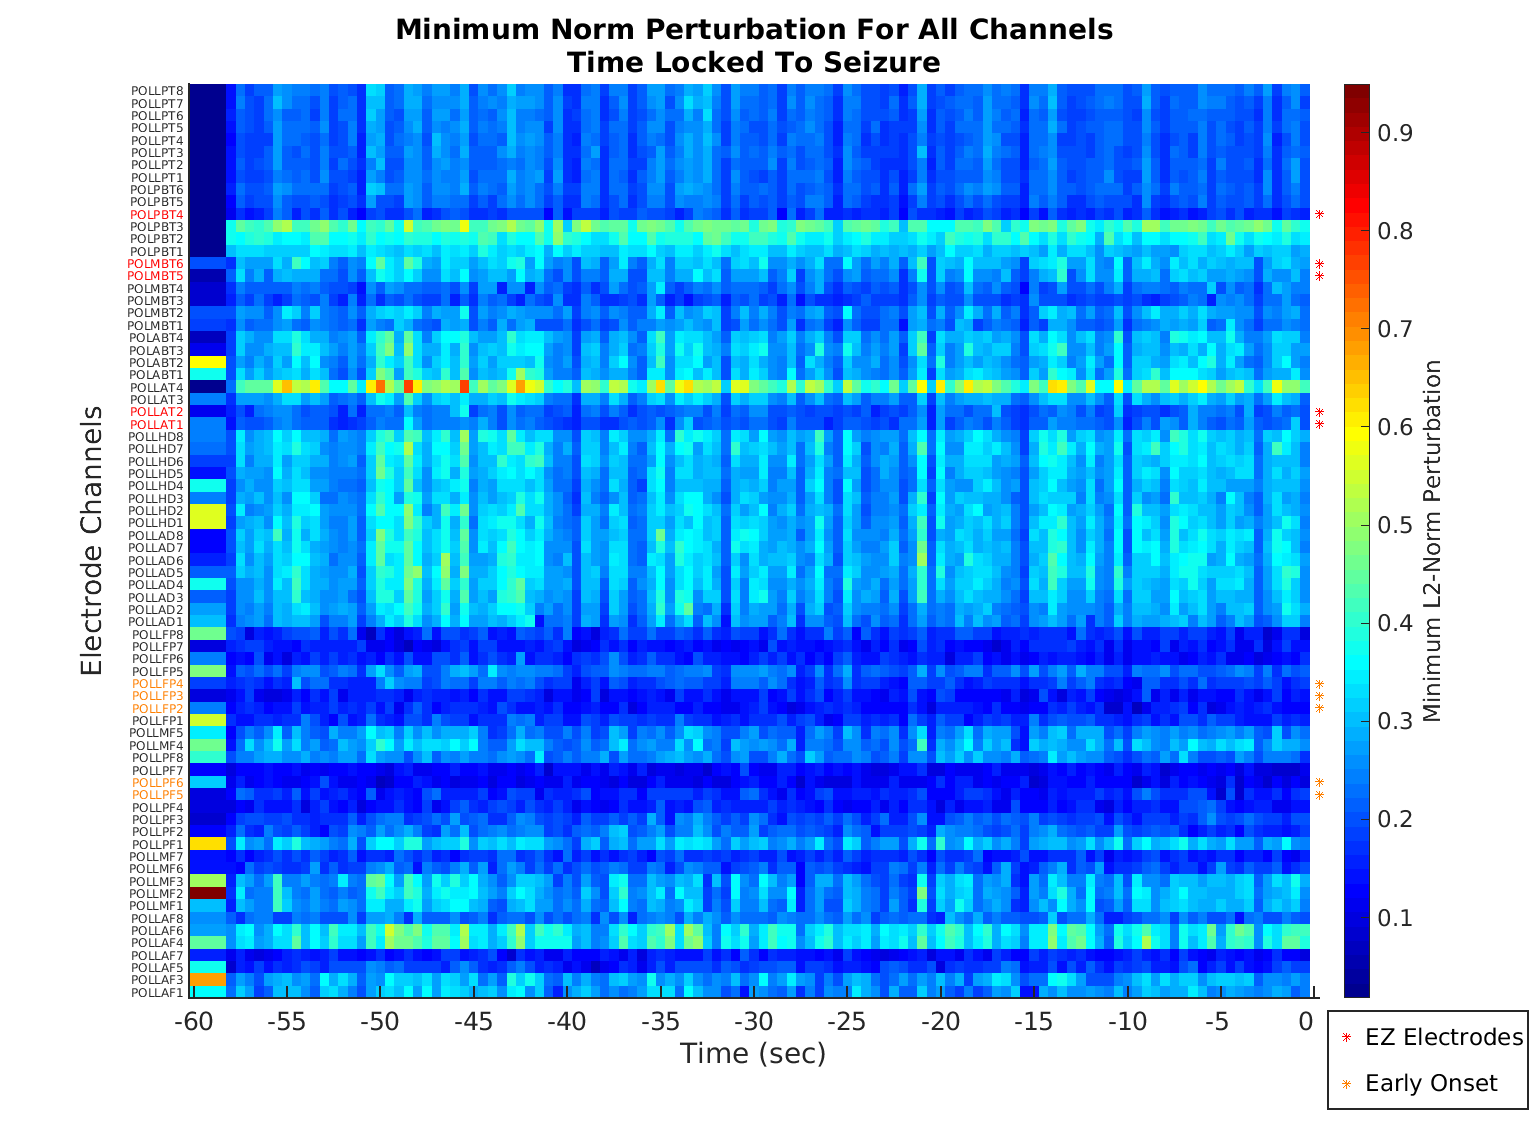 Minimum Norm Perturbation For All Channels
Time Locked To Seizure
Electrode Channels
POLLPT8
POLLPT7
POLLPT6
POLLPT5
POLLPT4
POLLPT3
POLLPT2
POLLPT1
POLPBT6
POLPBT5
POLPBT4
POLPBT3
POLPBT2
POLPBT1
POLMBT6
POLMBT5
POLMBT4
POLMBT3
POLMBT2
POLMBT1
POLABT4
POLABT3
POLABT2
POLABT1
POLLAT4
POLLAT3
POLLAT2
POLLAT1
POLLHD8
POLLHD7
POLLHD6
POLLHD5
POLLHD4
POLLHD3
POLLHD2
POLLHD1
POLLAD8
POLLAD7
POLLAD6
POLLAD5
POLLAD4
POLLAD3
POLLAD2
POLLAD1
POLLFP8
POLLFP7
POLLFP6
POLLFP5
POLLFP4
POLLFP3
POLLFP2
POLLFP1
POLLMF5
POLLMF4
POLLPF8
POLLPF7
POLLPF6
POLLPF5
POLLPF4
POLLPF3
POLLPF2
POLLPF1
POLLMF7
POLLMF6
POLLMF3
POLLMF2
POLLMF1
POLLAF8
POLLAF6
POLLAF4
POLLAF7
POLLAF5
POLLAF3
POLLAF1
-60 -55 -50 -45 -40 -35 -30 -25 -20 -15 -10 -5 0
Time (sec)
0.9
0.8
0.7
0.6
0.5
0.4
0.3
0.2
0.1
Minimum L2-Norm Perturbation
EZ Electrodes
Early Onset